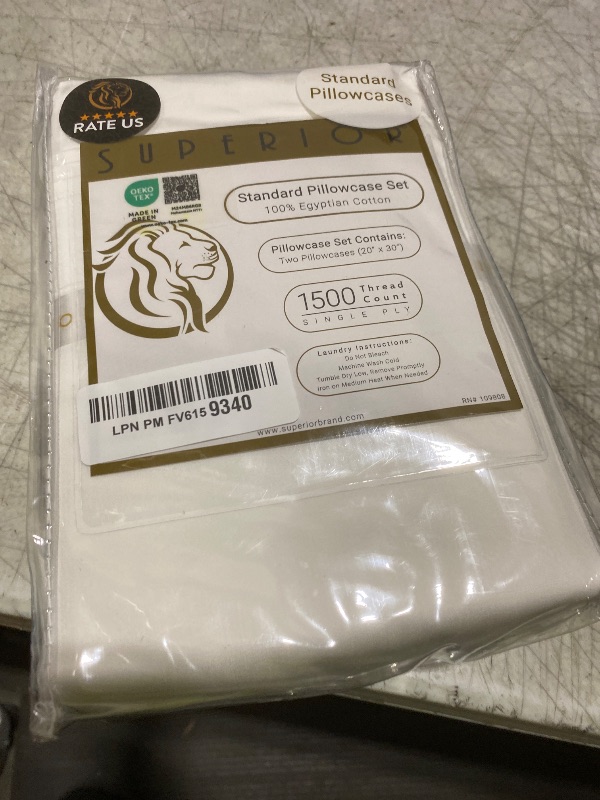 RATE US
Standard
Pillowcases
SUPERIOR
OEKO
TEX®
MADE IN
GREEN
Standard Pillowcase Set
100% Egyptian Cotton
Pillowcase Set Contains:
Two Pillowcases (20" x 30")
1500 Thread
Count
SINGLE PLY
Laundry Instructions:
Do Not Bleach
Machine Wash Cold
Tumble Dry Low, Remove Promptly
Iron on Medium Heat When Needed
LPN PM FV615 9340
www.superiorbrand.com
RN# 109808